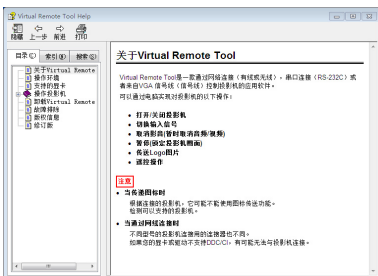 Virtual Remote Tool Help
隐藏 上一步 前进 打印
目录(C) 索引(N) 搜索(S)
关于Virtual Remote
操作环境
支持的显卡
操作投影机
卸载Virtual Remote
故障排除
版权信息
修订版
关于Virtual Remote Tool
Virtual Remote Tool是一款通过网络连接（有线或无线）、串口连接（RS-232C）或
者来自VGA 信号线（信号线）控制投影机的应用软件。
可以通过电脑实现对投影机的以下操作：
• 打开/关闭投影机
• 切换输入信号
• 取消影音(暂时取消音频/视频)
• 暂停(锁定投影机画面)
• 传送Logo图片
• 遥控操作
注意
• 当传递图标时
根据连接的投影机，它可能不能使用图标传送功能。
检测可以支持的投影机。
• 当通过网线连接时
不同型号的投影机连接用的连接器也不同。
如果您的显卡或驱动不支持DDC/CI，有可能无法与投影机连接。